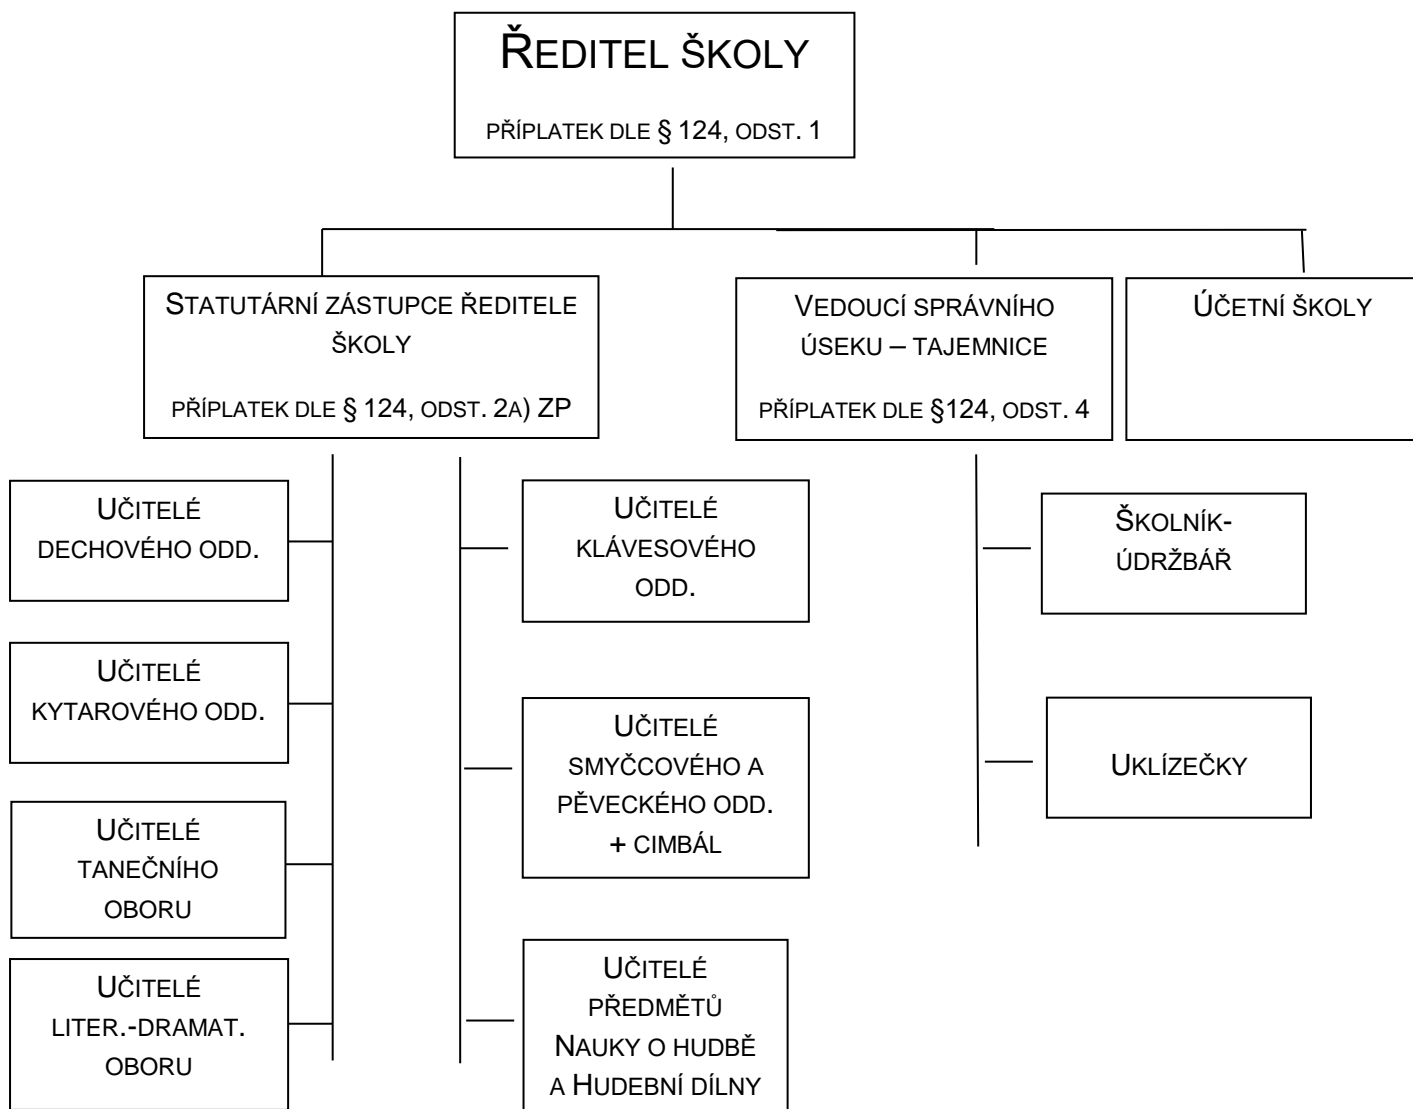 Ředitel školy
příplatek dle § 124, odst. 1
Statutární zástupce ředitele
školy
příplatek dle § 124, odst. 2a) ZP
Vedoucí správního
úseku – tajemnice
příplatek dle §124, odst. 4
Účetní školy
Učitelé
dechového odd.
Učitelé
klávesového
odd.
Školník-
údržbář
Učitelé
kytarového odd.
Učitelé
smyčcového a
pěveckého odd.
+ cimbál
Uklízečky
Učitelé
tanečního
oboru
Učitelé
liter.-dramat.
oboru
Učitelé
předmětů
Nauky o hudbě
a Hudební dílny